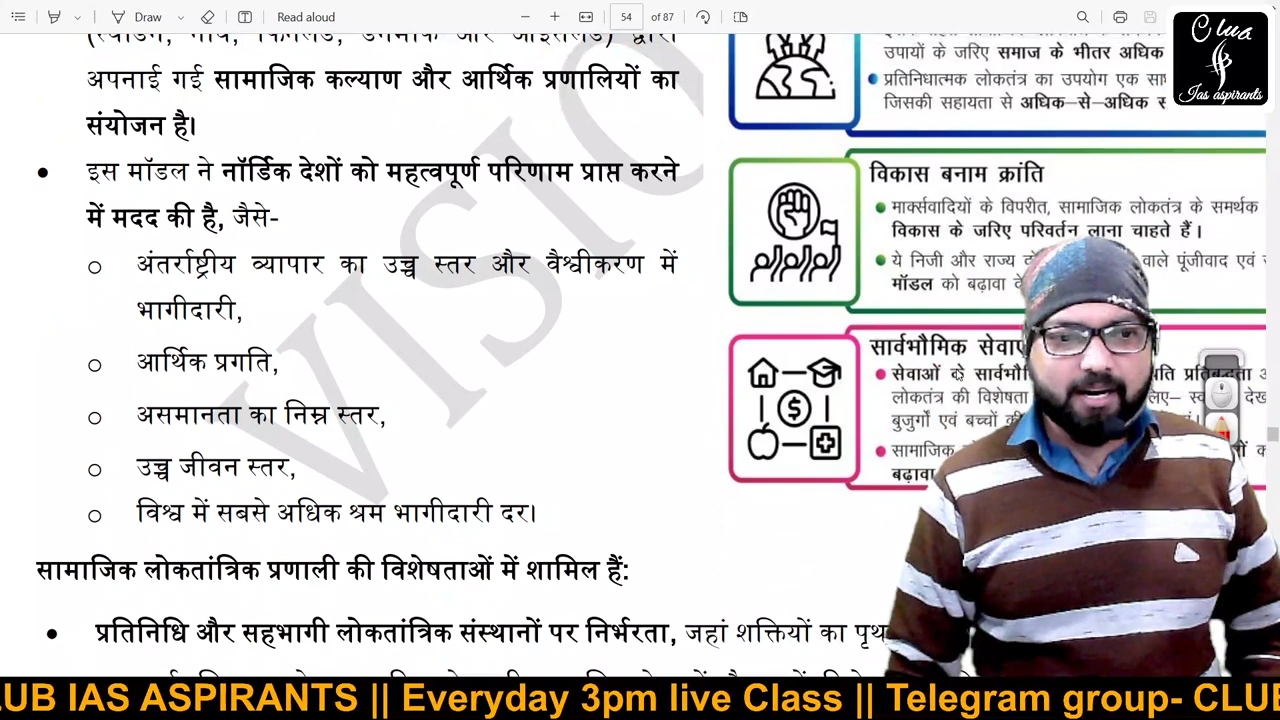 Draw
Read aloud
54
of 87
Club
Ias aspirants
द्वारा
अपनाई गई सामाजिक कल्याण और आर्थिक प्रणालियों का
संयोजन है।
इस मॉडल ने नॉर्डिक देशों को महत्वपूर्ण परिणाम प्राप्त करने
में मदद की है, जैसे-
अंतर्राष्ट्रीय व्यापार का उच्च स्तर और वैश्वीकरण में
भागीदारी,
आर्थिक प्रगति,
असमानता का निम्न स्तर,
उच्च जीवन स्तर,
विश्व में सबसे अधिक श्रम भागीदारी दर।
सामाजिक लोकतांत्रिक प्रणाली की विशेषताओं में शामिल हैं:
प्रतिनिधि और सहभागी लोकतांत्रिक संस्थानों पर निर्भरता, जहां शक्तियों का
VISIO
उपायों के जरिए समाज के भीतर अधिक
प्रतिनिधात्मक लोकतंत्र का उपयोग एक
जिसकी सहायता से अधिक-से-अधिक
विकास बनाम क्रांति
मार्क्सवादियों के विपरीत, सामाजिक लोकतंत्र के समर्थक
विकास के जरिए परिवर्तन लाना चाहते हैं।
ये निजी और राज्य वाले पूंजीवाद एवं
मॉडल को बढ़ावा
सार्वभौमिक
सेवाओं के
लोकतंत्र की विशेषता
बुजुर्गों एवं बच्चों की
सामाजिक
बढ़ावा
LUB IAS ASPIRANTS || Everyday 3pm live Class || Telegram group- CLUB